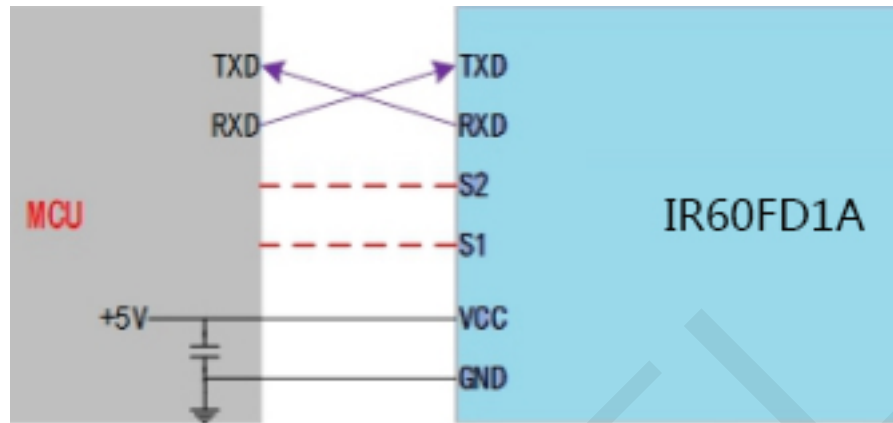 TXD TXD
RXD RXD
S2
MCU IR60FD1A
S1
+5V VCC
GND